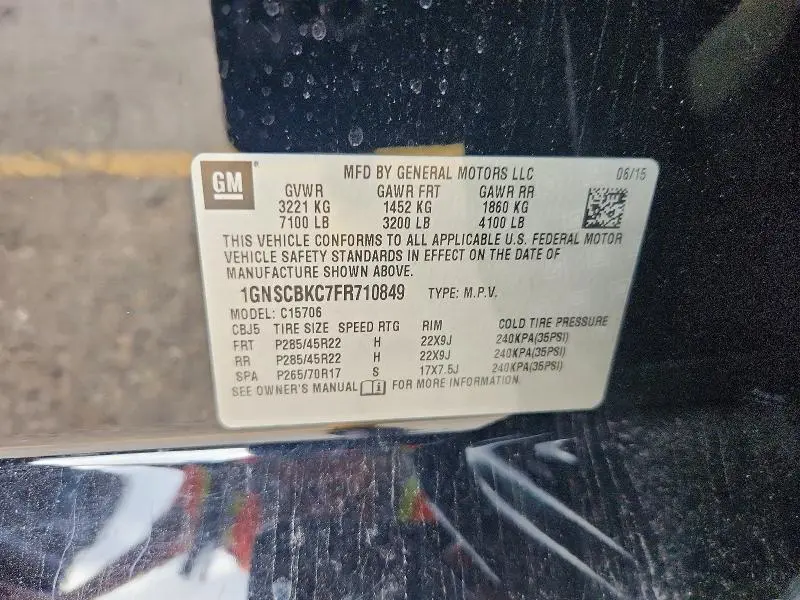 GM
MFD BY GENERAL MOTORS LLC 06/15
GVWR GAWR FRT GAWR RR
3221 KG 1452 KG 1860 KG
7100 LB 3200 LB 4100 LB
THIS VEHICLE CONFORMS TO ALL APPLICABLE U.S. FEDERAL MOTOR
VEHICLE SAFETY STANDARDS IN EFFECT ON THE DATE OF
MANUFACTURE SHOWN ABOVE.
1GNSCBKC7FR710849 TYPE: M.P.V.
MODEL: C15706
CBJ5 TIRE SIZE SPEED RTG RIM COLD TIRE PRESSURE
FRT P285/45R22 H 22X9J 240KPA(35PSI)
RR P285/45R22 H 22X9J 240KPA(35PSI)
SPA P265/70R17 S 17X7.5J 240KPA(35PSI)
SEE OWNER'S MANUAL FOR MORE INFORMATION.